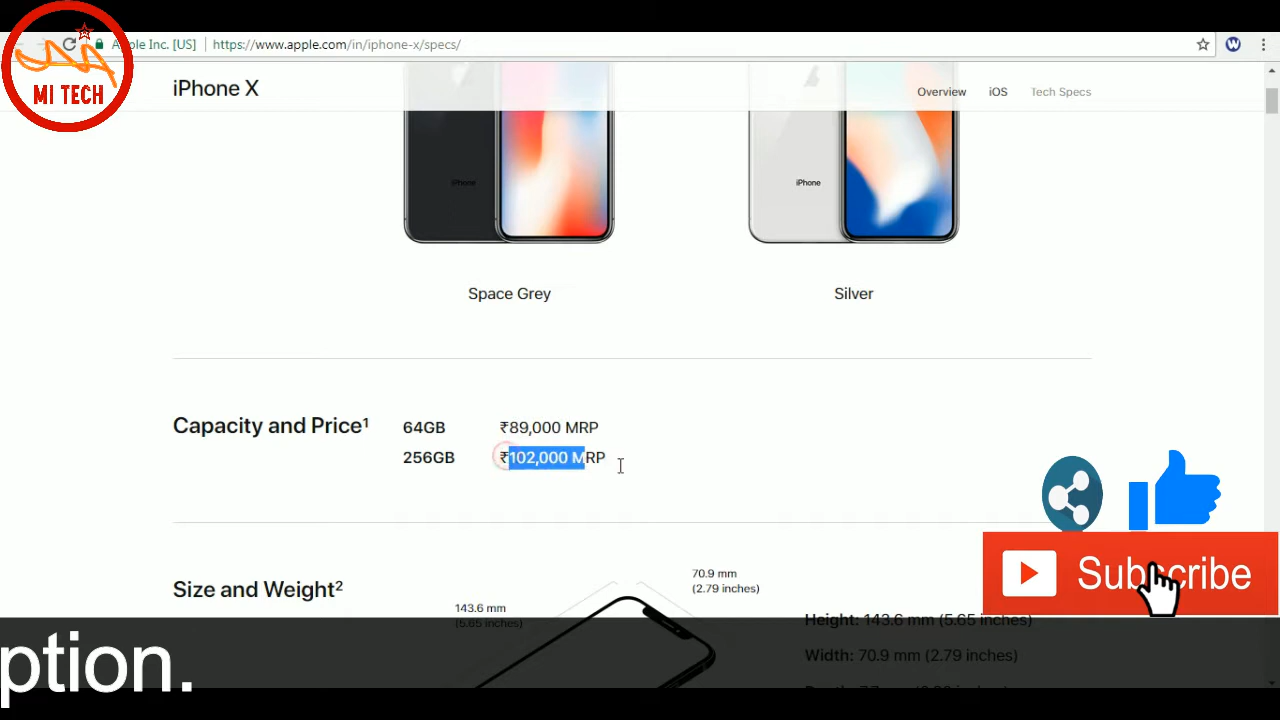 MI TECH
Apple Inc. [US]
https://www.apple.com/in/iphone-x/specs/
iPhone X
Overview
iOS
Tech Specs
iPhone
iPhone
Space Grey
Silver
Capacity and Price¹
64GB ₹89,000 MRP
256GB ₹102,000 MRP
Subscribe
Size and Weight²
70.9 mm
(2.79 inches)
143.6 mm
(5.65 inches)
Height: 143.6 mm (5.65 inches)
Width: 70.9 mm (2.79 inches)
ption.